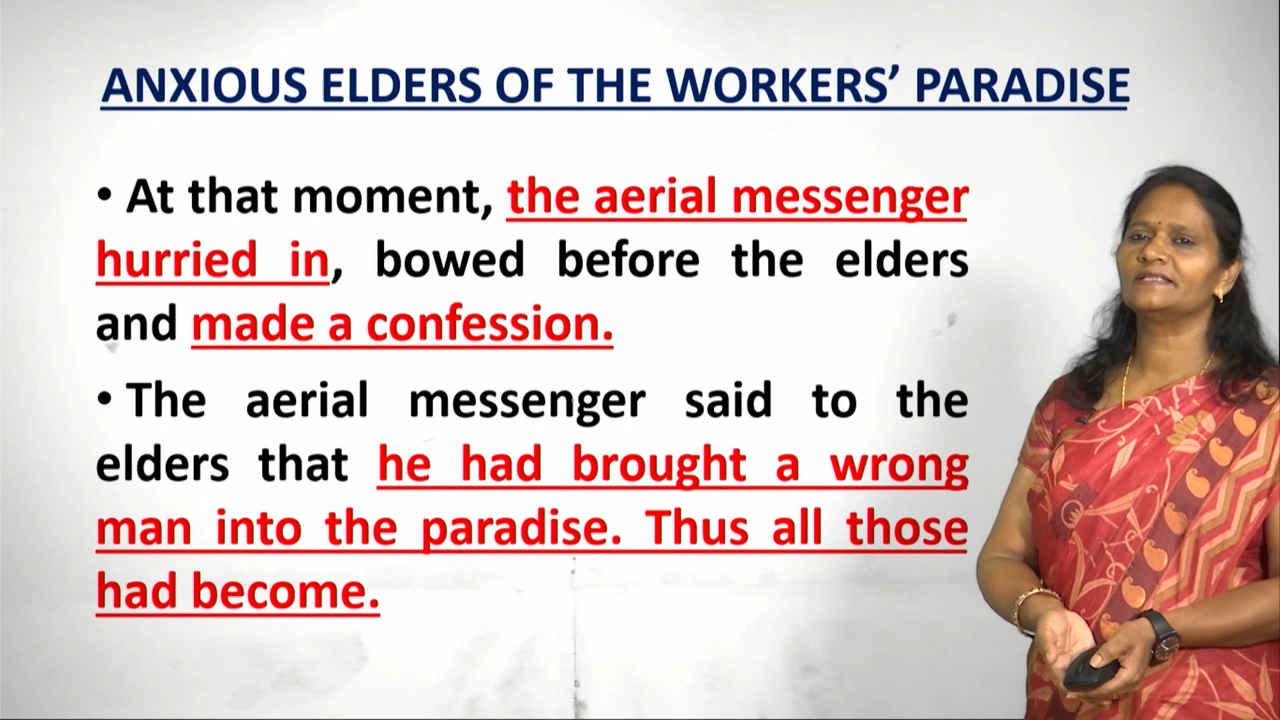 ANXIOUS ELDERS OF THE WORKERS’ PARADISE
• At that moment, the aerial messenger
hurried in, bowed before the elders
and made a confession.
• The aerial messenger said to the
elders that he had brought a wrong
man into the paradise. Thus all those
had become.